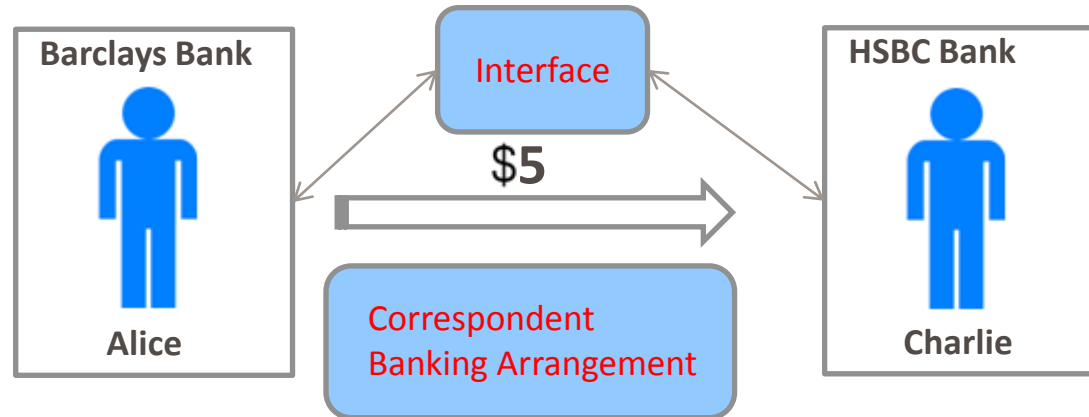 Barclays Bank
Interface
HSBC Bank
$5
Alice
Correspondent
Banking Arrangement
Charlie